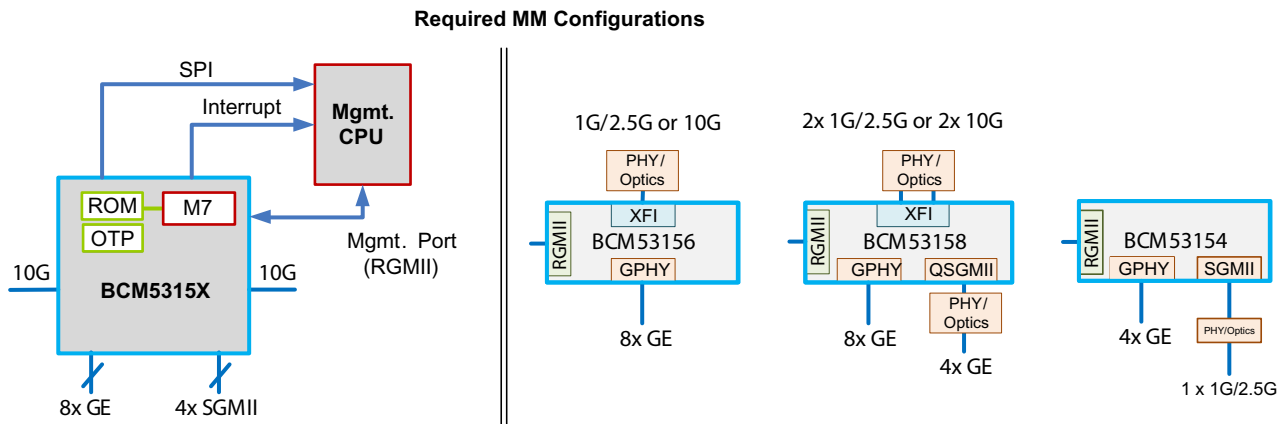 Required MM Configurations
SPI
Interrupt
Mgmt.
CPU
ROM
M7
OTP
Mgmt. Port
(RGMII)
10G
10G
BCM5315X
8x GE
4x SGMII
1G/2.5G or 10G
PHY/
Optics
XFI
RGMII
BCM53156
GPHY
8x GE
2x 1G/2.5G or 2x 10G
PHY/
Optics
XFI
RGMII
BCM53158
GPHY
QSGMII
PHY/
Optics
8x GE
4x GE
RGMII
BCM53154
GPHY
SGMII
4x GE
PHY/Optics
1 x 1G/2.5G